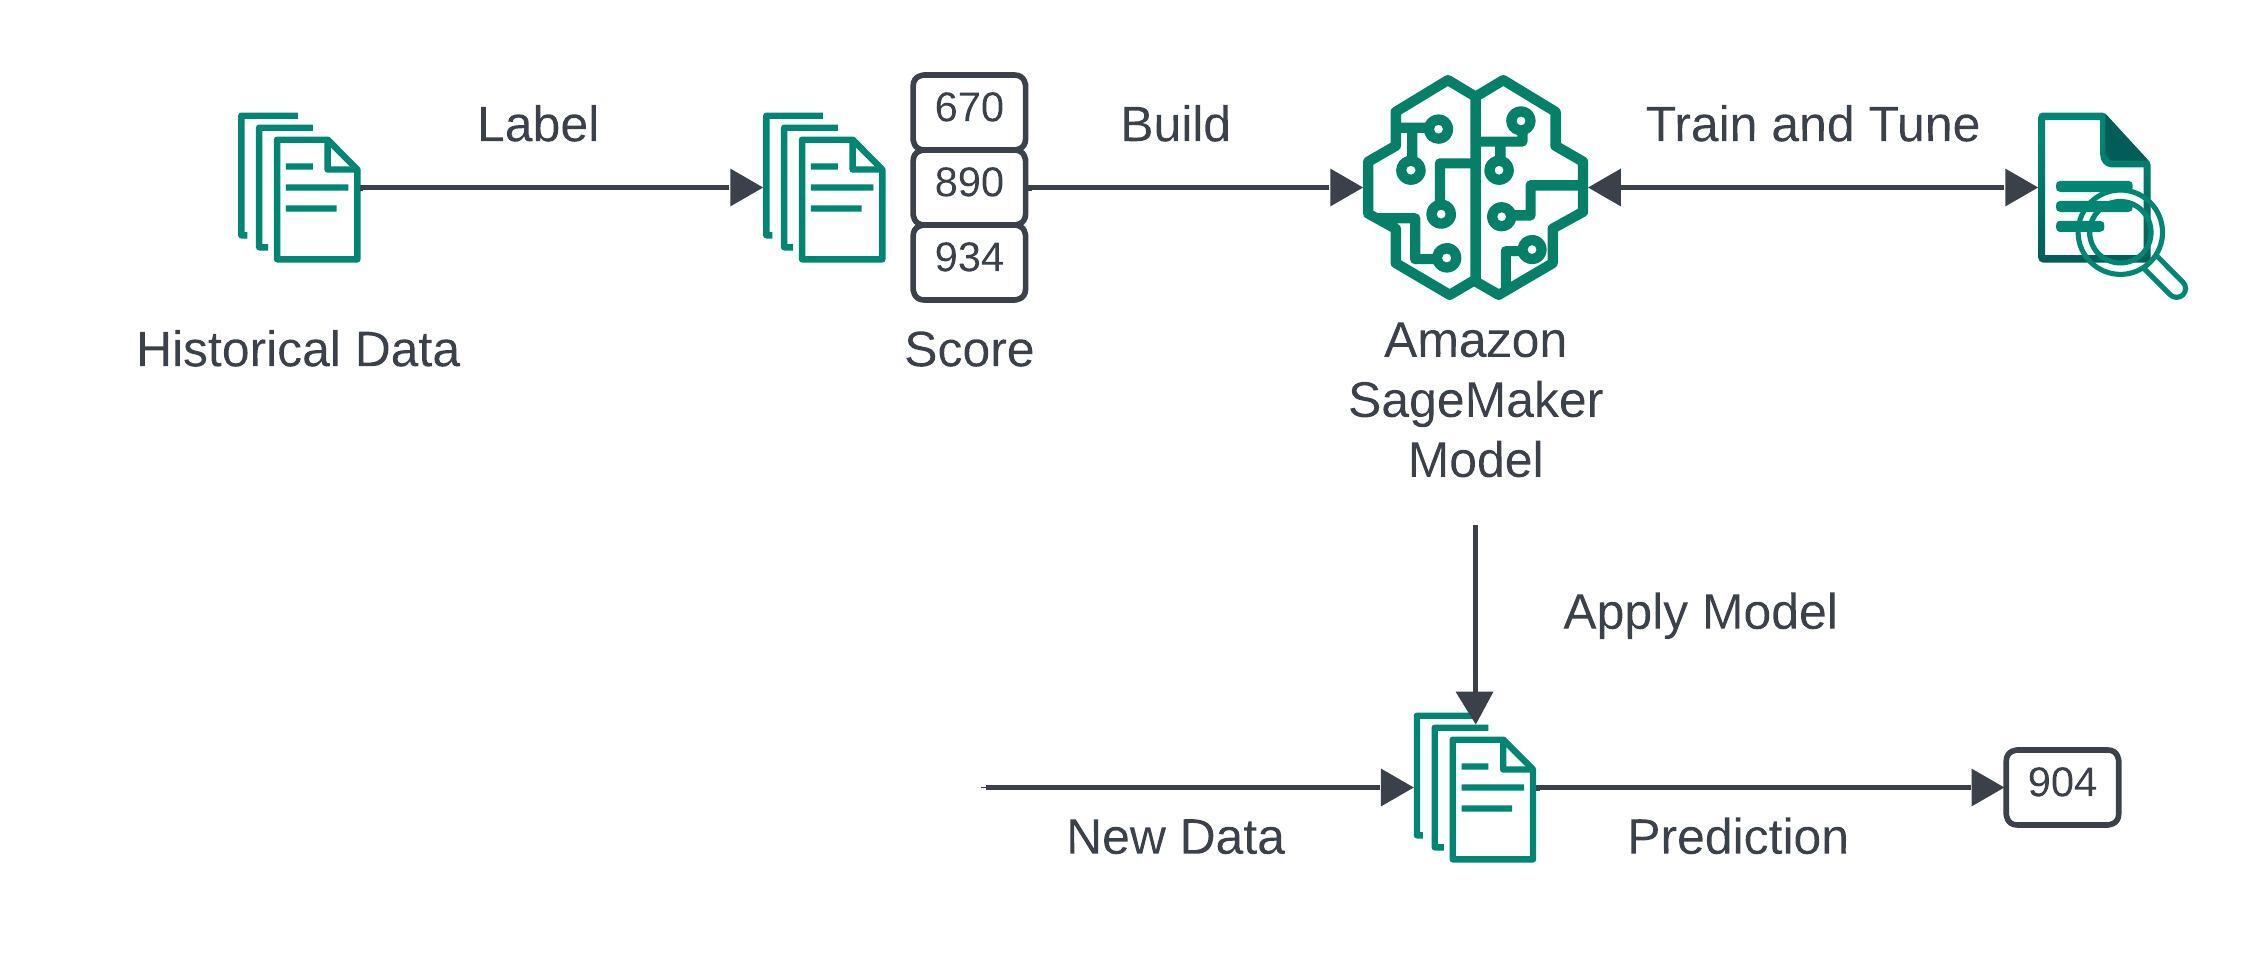 Label
670
Build
Train and Tune
890
934
Historical Data
Score
Amazon
SageMaker
Model
Apply Model
904
New Data
Prediction